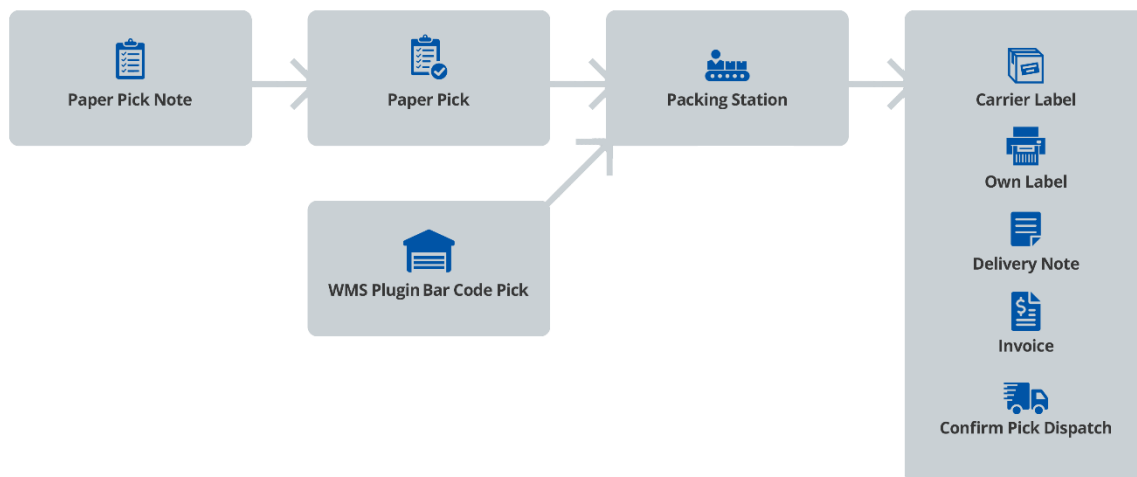 Paper Pick Note
Paper Pick
Packing Station
Carrier Label
Own Label
Delivery Note
WMS Plugin Bar Code Pick
Invoice
Confirm Pick Dispatch